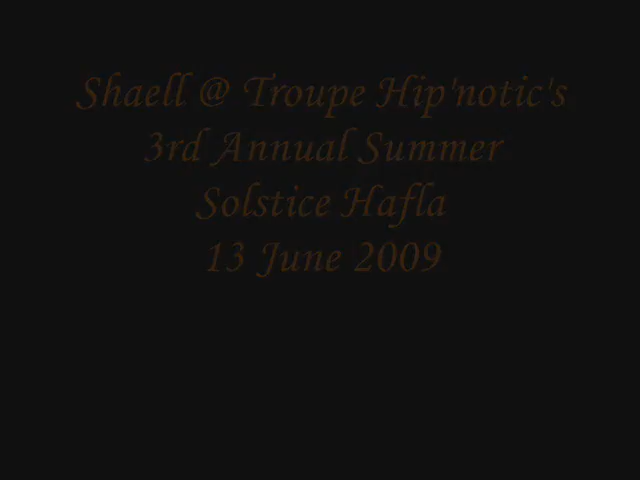 Shaell @ Troupe Hip'notic's
3rd Annual Summer
Solstice Hafla
13 June 2009